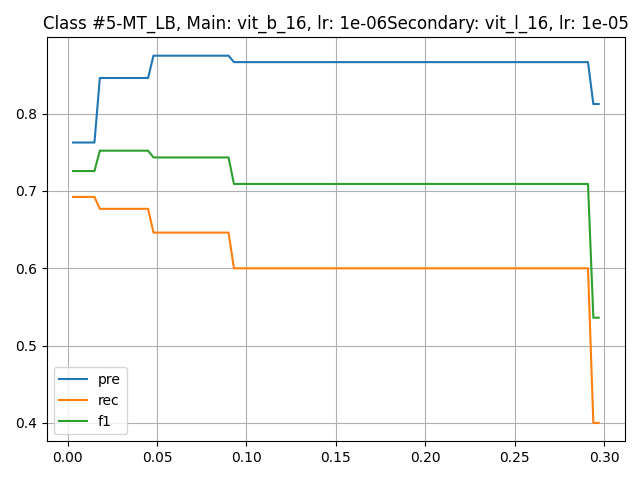 Class #5-MT_LB, Main: vit_b_16, lr: 1e-06Secondary: vit_l_16, lr: 1e-05
0.8
0.7
0.6
0.5
0.4
pre
rec
f1
0.00 0.05 0.10 0.15 0.20 0.25 0.30